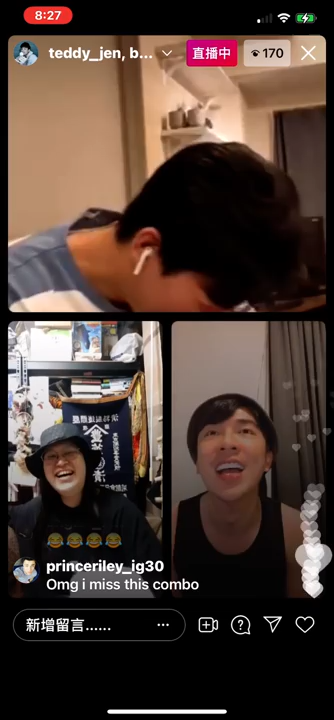 8:27
teddy_jen, b...
直播中
170
princeriley_ig30
Omg i miss this combo
新增留言......